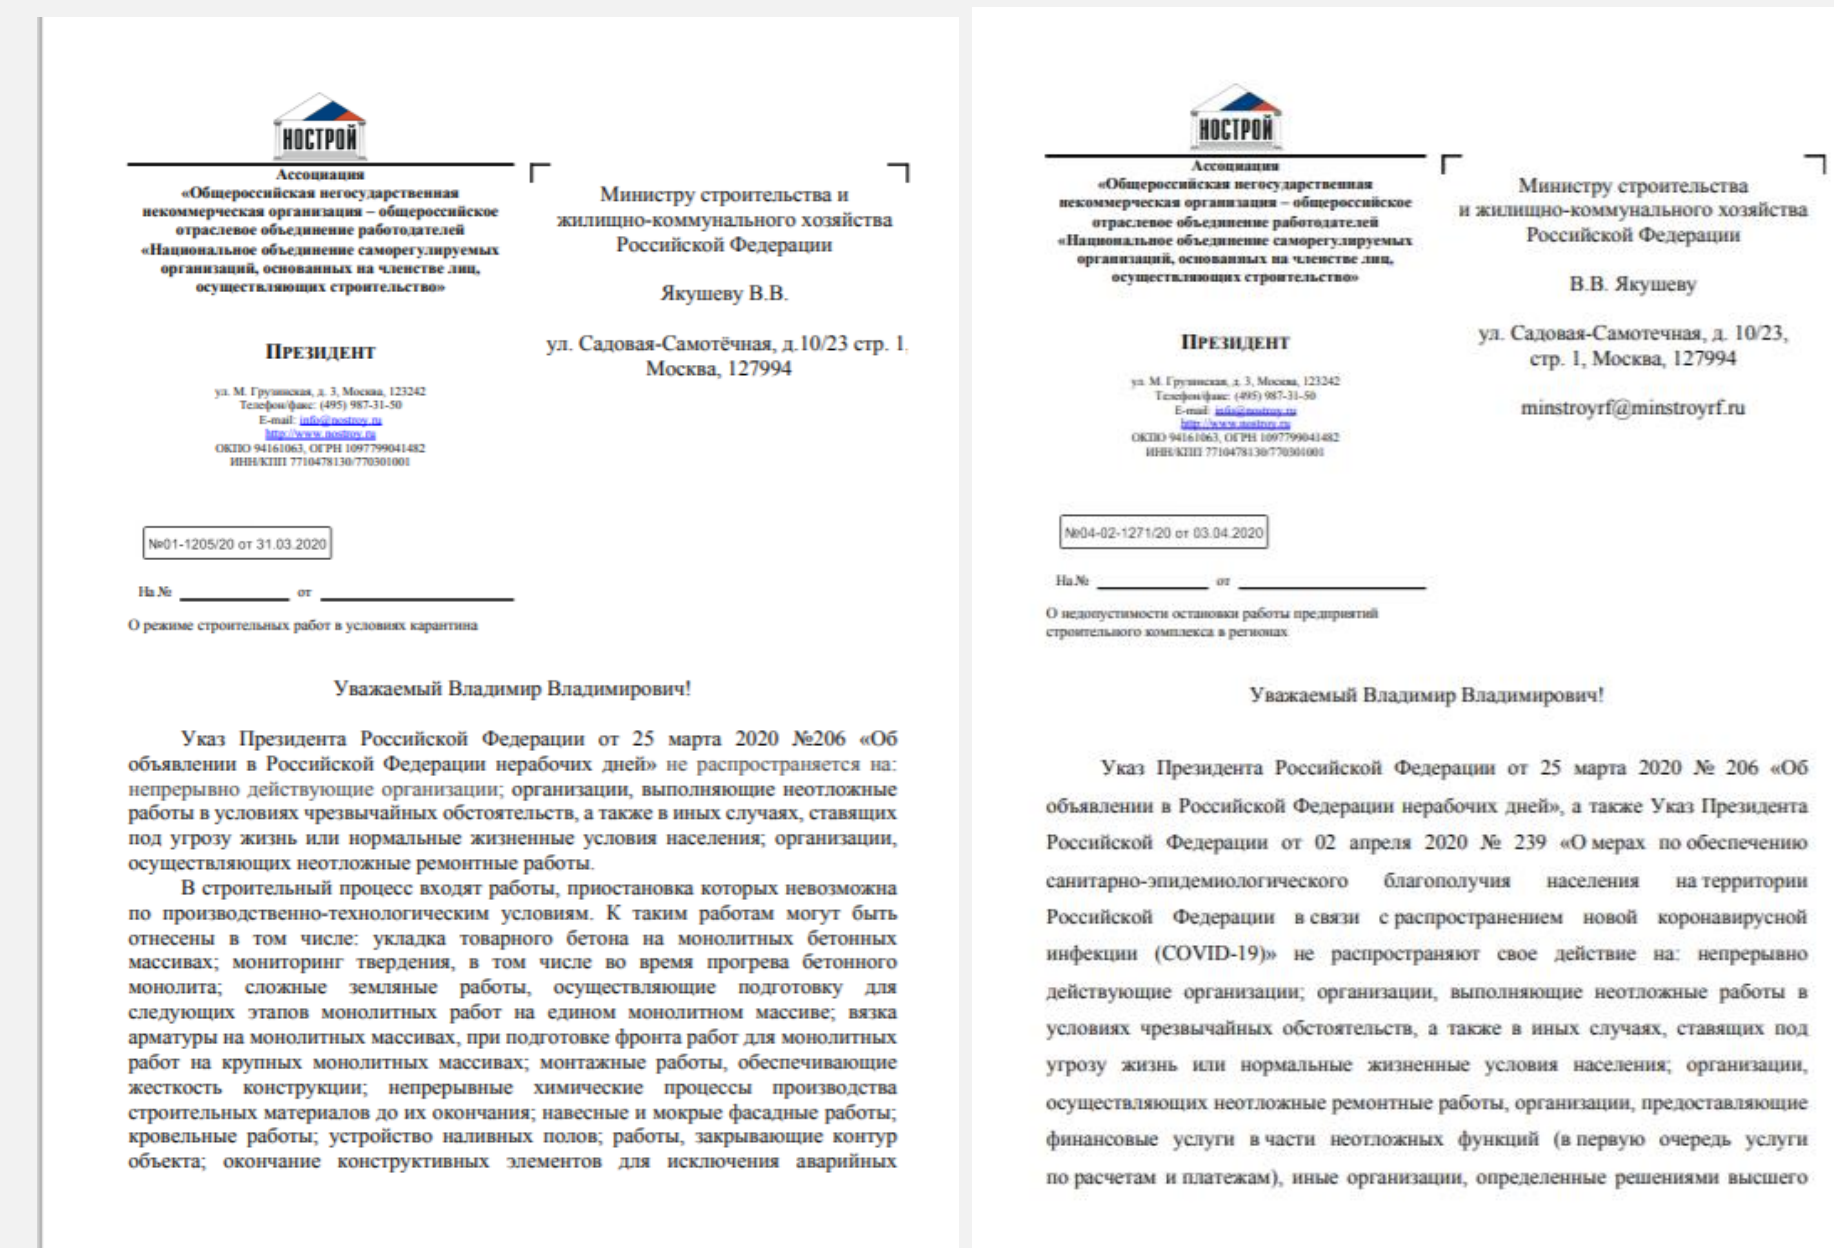 НОСТРОЙ
Ассоциация
«Общероссийская негосударственная
некоммерческая организация – общероссийское
отраслевое объединение работодателей
«Национальное объединение саморегулируемых
организаций, основанных на членстве лиц,
осуществляющих строительство»
ПРЕЗИДЕНТ
ул. М. Грузинская, д. 3, Москва, 123242
Телефон/факс: (495) 987-31-50
E-mail: info@nostroy.ru
http://www.nostroy.ru
ОКПО 94161063, ОГРН 1097799041482
ИНН/КПП 7710478130/770301001
Министру строительства и
жилищно-коммунального хозяйства
Российской Федерации
Якушеву В.В.
ул. Садовая-Самотёчная, д.10/23 стр. 1,
Москва, 127994
№01-1205/20 от 31.03.2020
На № от
О режиме строительных работ в условиях карантина
Уважаемый Владимир Владимирович!
Указ Президента Российской Федерации от 25 марта 2020 №206 «Об
объявлении в Российской Федерации нерабочих дней» не распространяется на:
непрерывно действующие организации; организации, выполняющие неотложные
работы в условиях чрезвычайных обстоятельств, а также в иных случаях, ставящих
под угрозу жизнь или нормальные жизненные условия населения; организации,
осуществляющих неотложные ремонтные работы.
В строительный процесс входят работы, приостановка которых невозможна
по производственно-технологическим условиям. К таким работам могут быть
отнесены в том числе: укладка товарного бетона на монолитных бетонных
массивах; мониторинг твердения, в том числе во время прогрева бетонного
монолита; сложные земляные работы, осуществляющие подготовку для
следующих этапов монолитных работ на едином монолитном массиве; вязка
арматуры на монолитных массивах, при подготовке фронта работ для монолитных
работ на крупных монолитных массивах; монтажные работы, обеспечивающие
жесткость конструкции; непрерывные химические процессы производства
строительных материалов до их окончания; навесные и мокрые фасадные работы;
кровельные работы; устройство наливных полов; работы, закрывающие контур
объекта; окончание конструктивных элементов для исключения аварийных
НОСТРОЙ
Ассоциация
«Общероссийская негосударственная
некоммерческая организация – общероссийское
отраслевое объединение работодателей
«Национальное объединение саморегулируемых
организаций, основанных на членстве лиц,
осуществляющих строительство»
ПРЕЗИДЕНТ
ул. М. Грузинская, д. 3, Москва, 123242
Телефон/факс: (495) 987-31-50
E-mail: info@nostroy.ru
http://www.nostroy.ru
ОКПО 94161063, ОГРН 1097799041482
ИНН/КПП 7710478130/770301001
Министру строительства
и жилищно-коммунального хозяйства
Российской Федерации
В.В. Якушеву
ул. Садовая-Самотечная, д. 10/23,
стр. 1, Москва, 127994
minstroyrf@minstroyrf.ru
№04-02-1271/20 от 03.04.2020
На № от
О недопустимости остановки работы предприятий
строительного комплекса в регионах
Уважаемый Владимир Владимирович!
Указ Президента Российской Федерации от 25 марта 2020 № 206 «Об
объявлении в Российской Федерации нерабочих дней», а также Указ Президента
Российской Федерации от 02 апреля 2020 № 239 «О мерах по обеспечению
санитарно-эпидемиологического благополучия населения на территории
Российской Федерации в связи с распространением новой коронавирусной
инфекции (COVID-19)» не распространяют свое действие на: непрерывно
действующие организации; организации, выполняющие неотложные работы в
условиях чрезвычайных обстоятельств, а также в иных случаях, ставящих под
угрозу жизнь или нормальные жизненные условия населения; организации,
осуществляющих неотложные ремонтные работы, организации, предоставляющие
финансовые услуги в части неотложных функций (в первую очередь услуги
по расчетам и платежам), иные организации, определенные решениями высшего